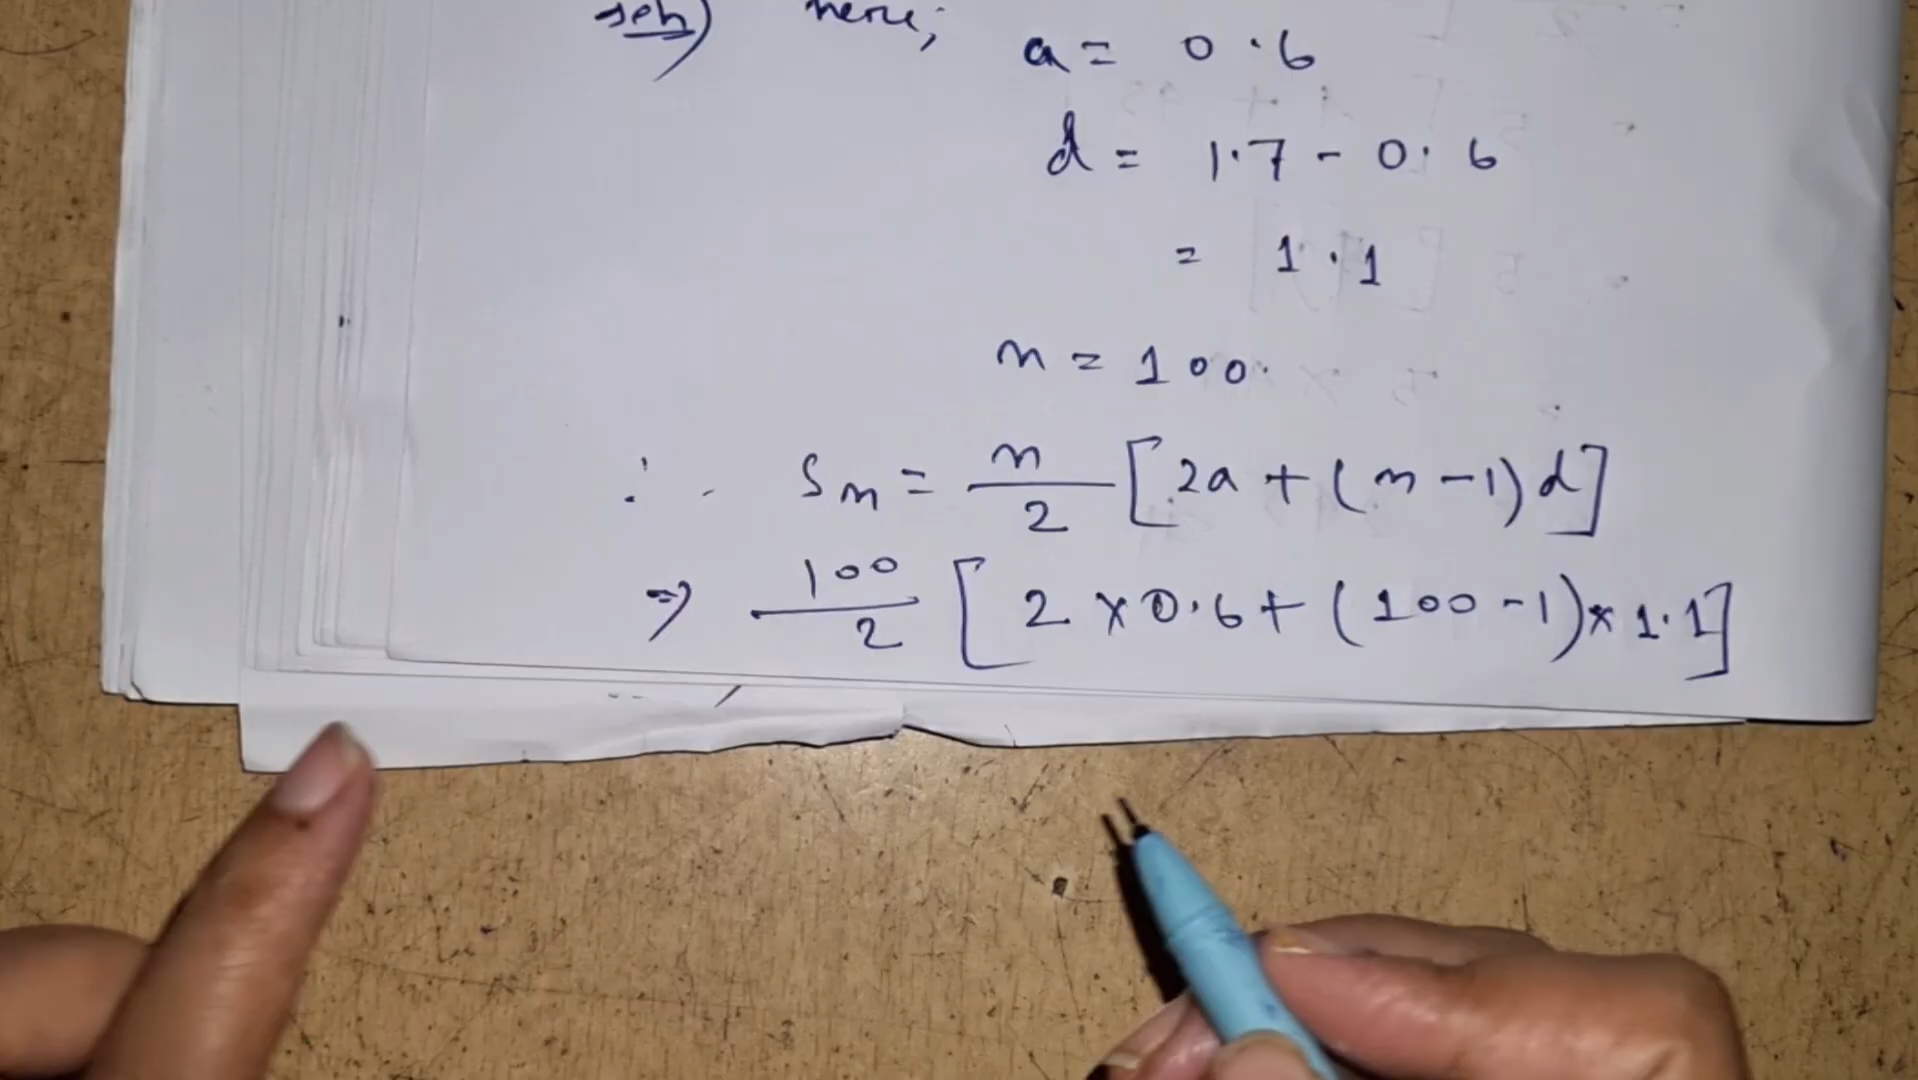 soln) here;
a = 0.6
d = 1.7 - 0.6
= 1.1
n = 100.
∴ Sn = n/2 [2a + (n-1)d]
⇒ 100/2 [2 × 0.6 + (100-1) × 1.1]